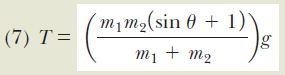 (7) T = ( m₁m₂(sin θ + 1) / m₁ + m₂ ) g